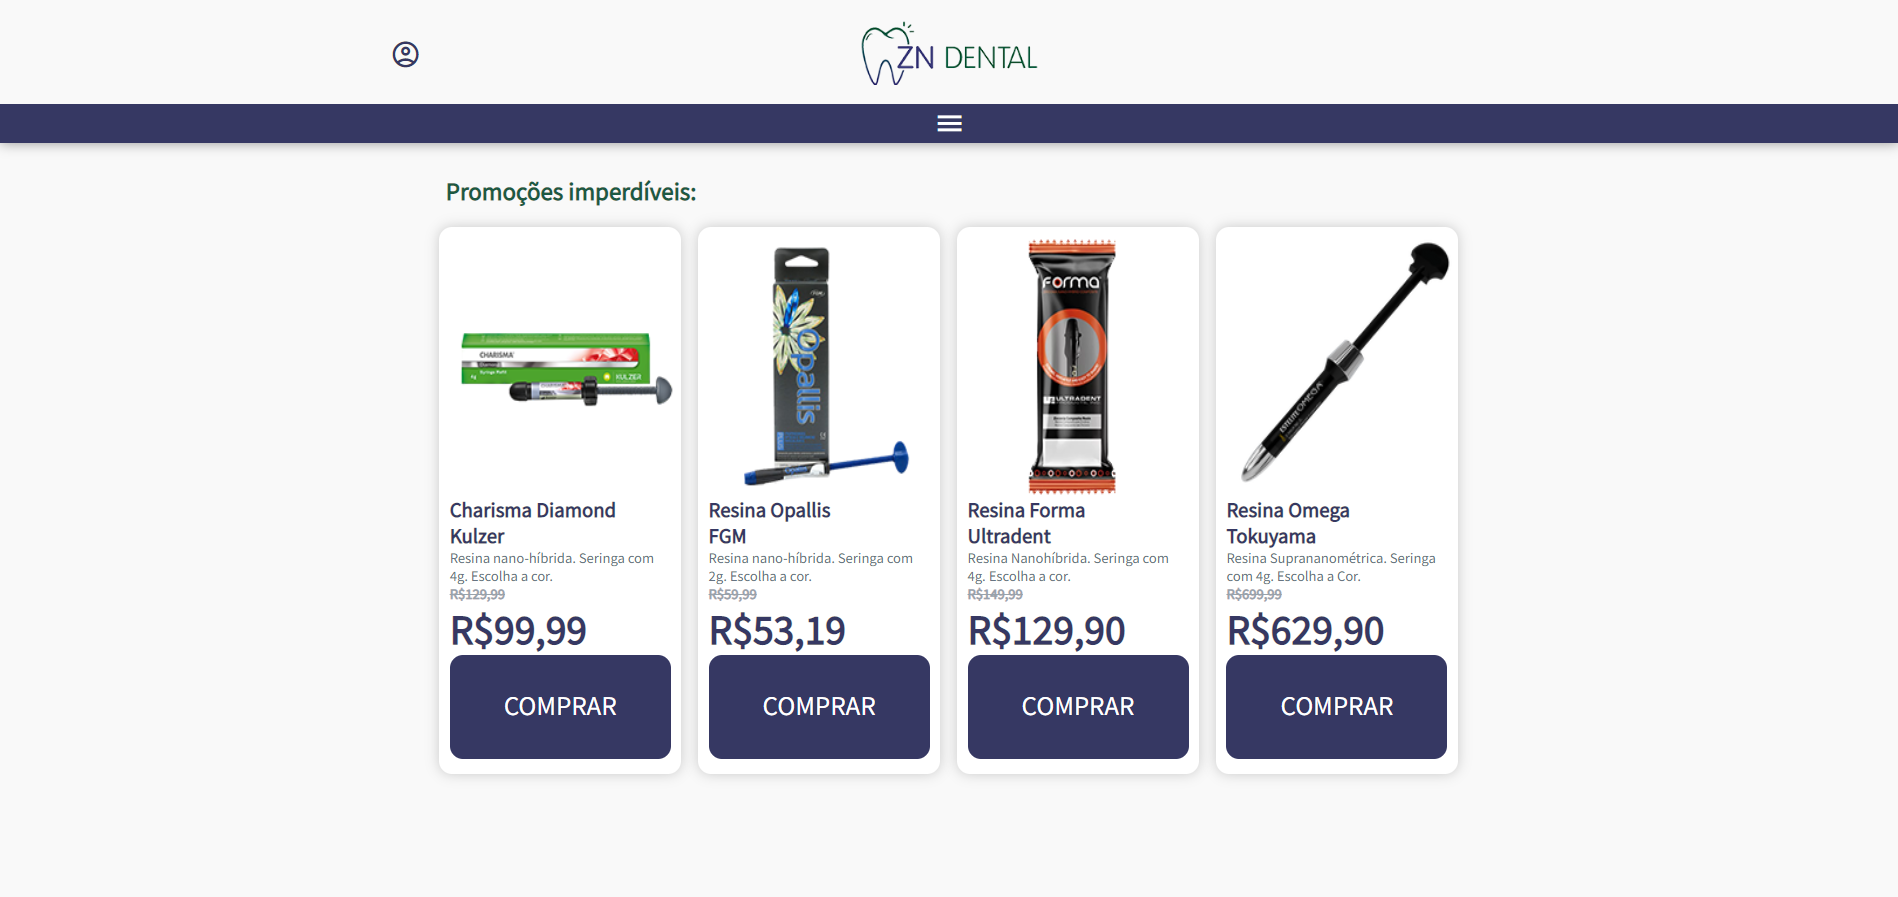 ZN DENTAL
Promoções imperdíveis:
CHARISMA
Diamond
KULZER
Opallis
FORMA
ULTRADENT
ESTELITE OMEGA
Charisma Diamond
Kulzer
Resina nano-híbrida. Seringa com
4g. Escolha a cor.
R$129,99
R$99,99
COMPRAR
Resina Opallis
FGM
Resina nano-híbrida. Seringa com
2g. Escolha a cor.
R$59,99
R$53,19
COMPRAR
Resina Forma
Ultradent
Resina Nanohíbrida. Seringa com
4g. Escolha a cor.
R$149,99
R$129,90
COMPRAR
Resina Omega
Tokuyama
Resina Suprananométrica. Seringa
com 4g. Escolha a Cor.
R$699,99
R$629,90
COMPRAR